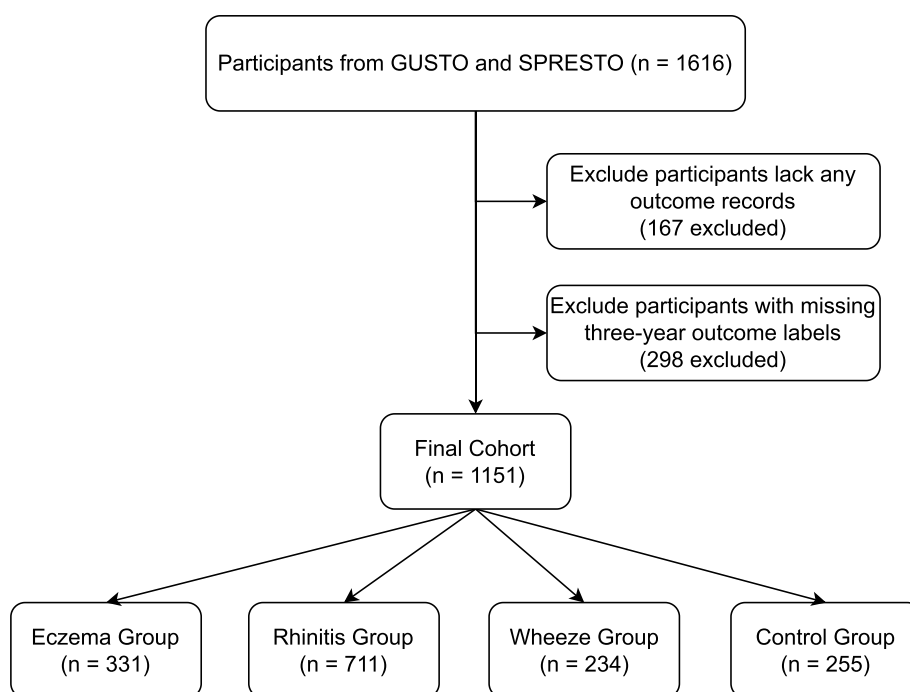 Participants from GUSTO and SPRESTO (n = 1616)
Exclude participants lack any
outcome records
(167 excluded)
Exclude participants with missing
three-year outcome labels
(298 excluded)
Final Cohort
(n = 1151)
Eczema Group
(n = 331)
Rhinitis Group
(n = 711)
Wheeze Group
(n = 234)
Control Group
(n = 255)